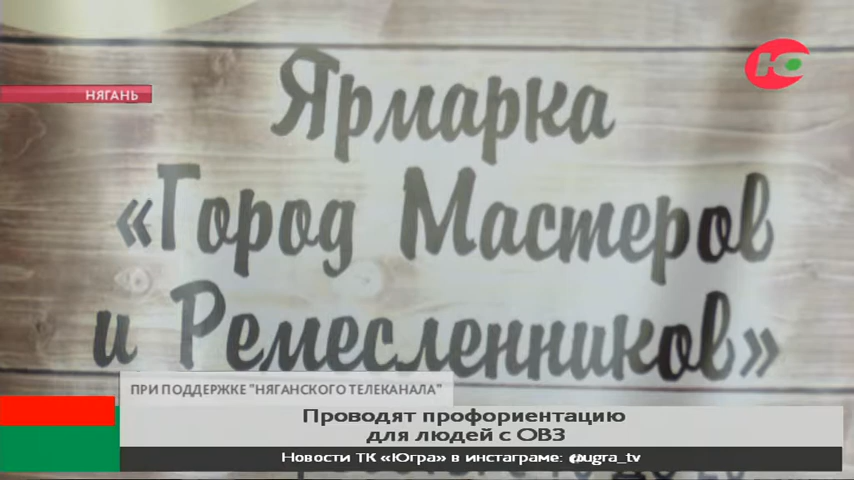 Ю
НЯГАНЬ
Ярмарка
«Город Мастеров
и Ремесленников»
ПРИ ПОДДЕРЖКЕ "НЯГАНСКОГО ТЕЛЕКАНАЛА"
Проводят профориентацию
для людей с ОВЗ
Новости ТК «Югра» в инстаграме: @ugra_tv